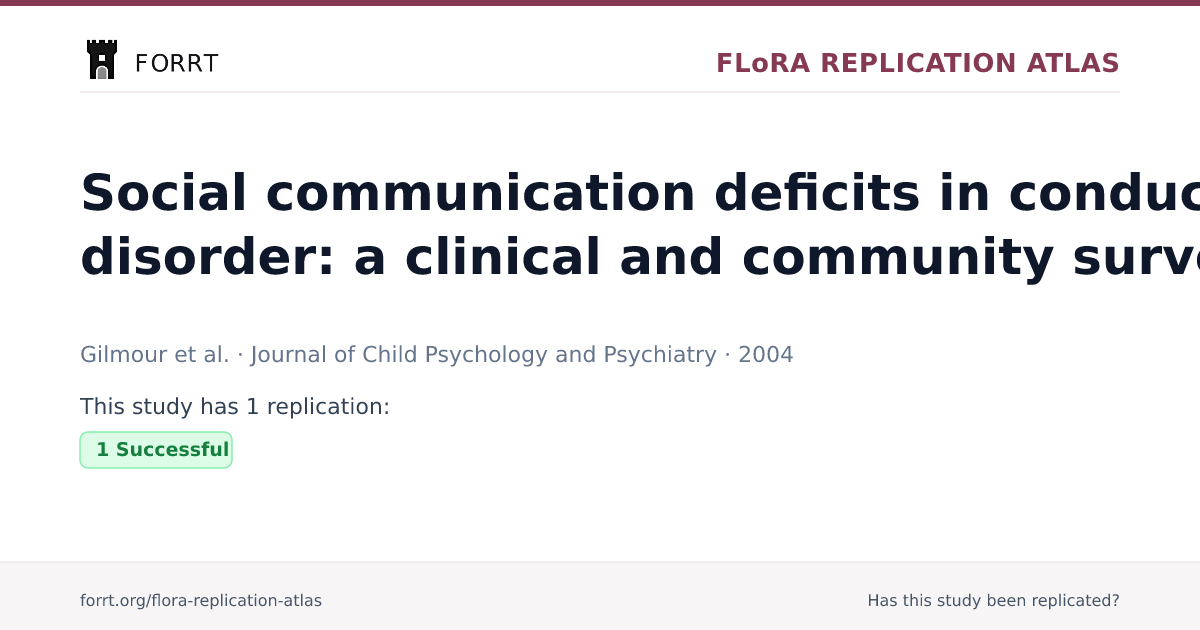 FORRT
FLoRA REPLICATION ATLAS
Social communication deficits in
disorder: a clinical and community
Gilmour et al. · Journal of Child Psychology and Psychiatry · 2004
This study has 1 replication:
1 Successful
forrt.org/flora-replication-atlas
Has this study been replicated?